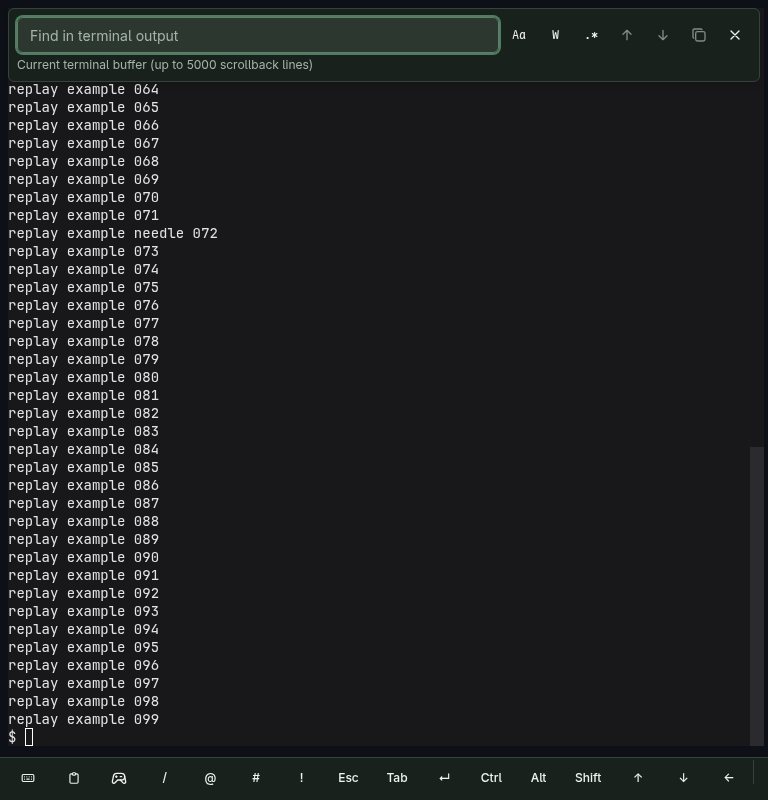 Find in terminal output
Aa W .*
Current terminal buffer (up to 5000 scrollback lines)
replay example 064
replay example 065
replay example 066
replay example 067
replay example 068
replay example 069
replay example 070
replay example 071
replay example needle 072
replay example 073
replay example 074
replay example 075
replay example 076
replay example 077
replay example 078
replay example 079
replay example 080
replay example 081
replay example 082
replay example 083
replay example 084
replay example 085
replay example 086
replay example 087
replay example 088
replay example 089
replay example 090
replay example 091
replay example 092
replay example 093
replay example 094
replay example 095
replay example 096
replay example 097
replay example 098
replay example 099
$
/ @ # ! Esc Tab ↵ Ctrl Alt Shift ↑ ↓ ←